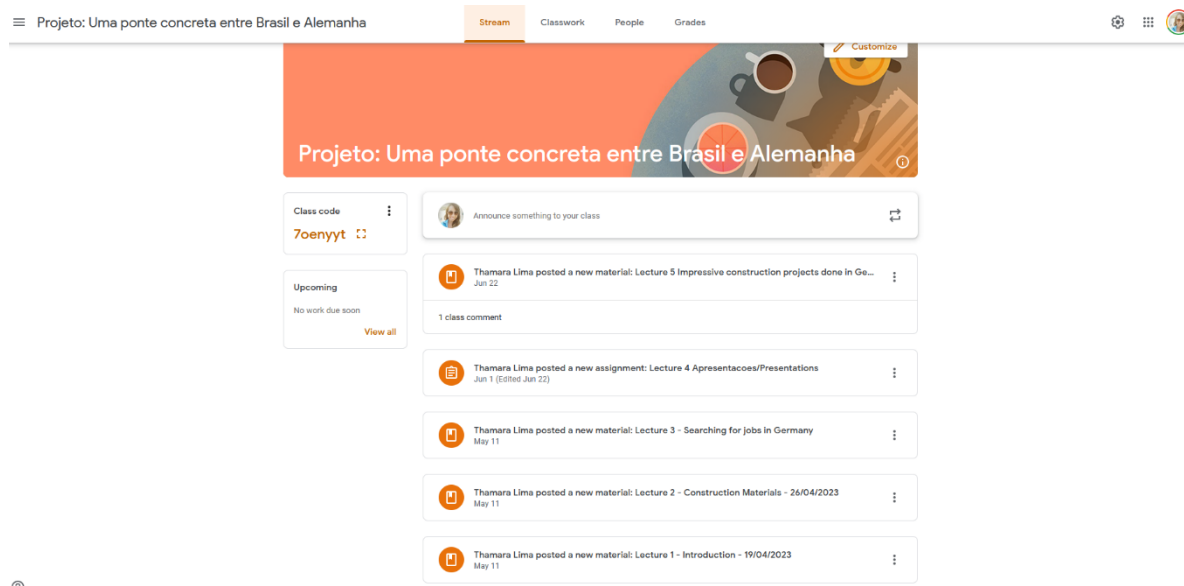 Projeto: Uma ponte concreta entre Brasil e Alemanha
Stream Classwork People Grades
Customize
Projeto: Uma ponte concreta entre Brasil e Alemanha
Class code
7oenyyt
Upcoming
No work due soon
View all
Announce something to your class
Thamara Lima posted a new material: Lecture 5 Impressive construction projects done in Ge...
Jun 22
1 class comment
Thamara Lima posted a new assignment: Lecture 4 Apresentacoes/Presentations
Jun 1 (Edited Jun 22)
Thamara Lima posted a new material: Lecture 3 - Searching for jobs in Germany
May 11
Thamara Lima posted a new material: Lecture 2 - Construction Materials - 26/04/2023
May 11
Thamara Lima posted a new material: Lecture 1 - Introduction - 19/04/2023
May 11